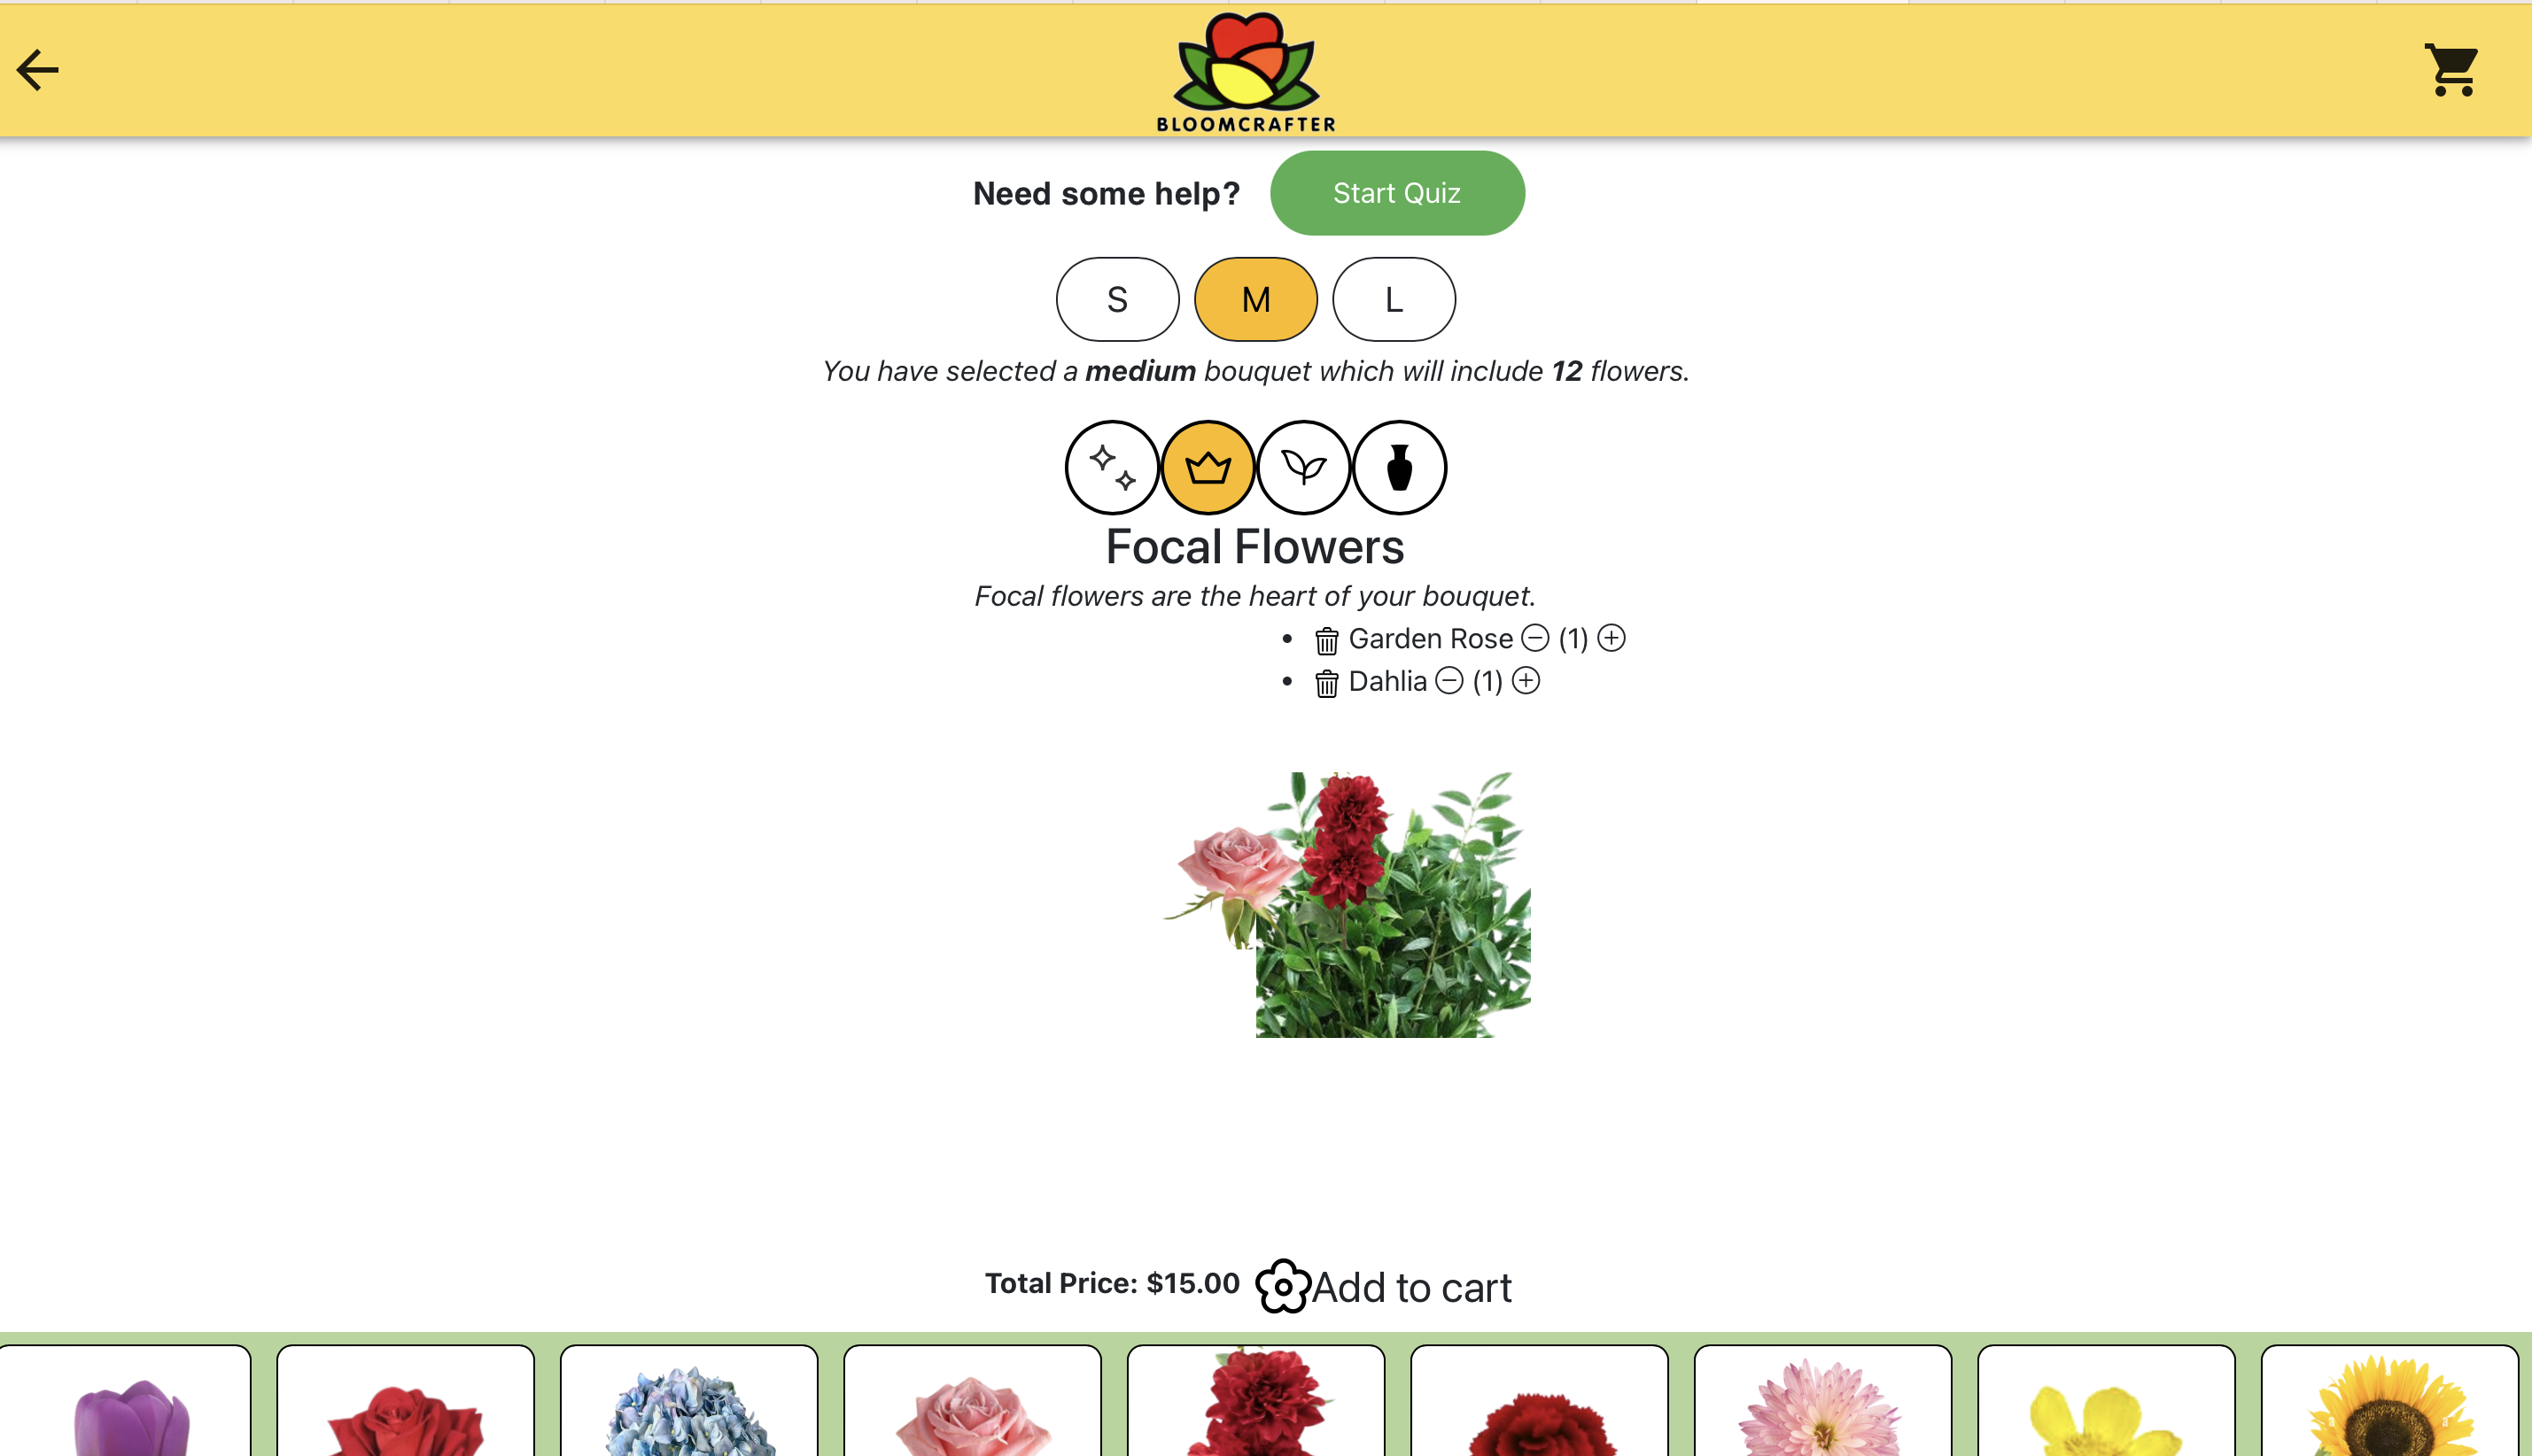 BLOOMCRAFTER
Need some help? Start Quiz
S M L
You have selected a medium bouquet which will include 12 flowers.
Focal Flowers
Focal flowers are the heart of your bouquet.
• Garden Rose (1)
• Dahlia (1)
Total Price: $15.00 Add to cart